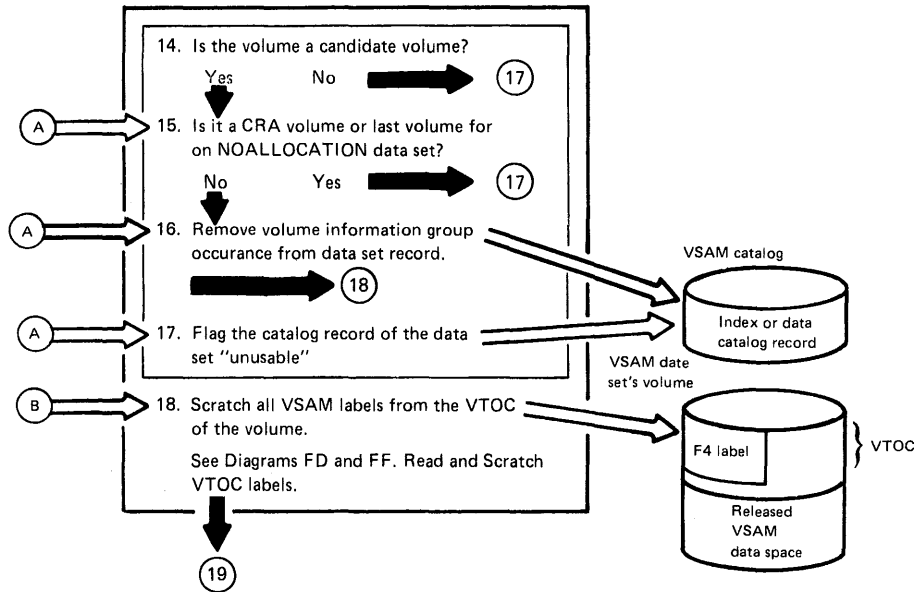 14. Is the volume a candidate volume?
Yes No 17
A
15. Is it a CRA volume or last volume for
on NOALLOCATION data set?
No Yes 17
A
16. Remove volume information group
occurance from data set record.
18
VSAM catalog
Index or data
catalog record
A
17. Flag the catalog record of the data
set "unusable"
VSAM date
set's volume
B
18. Scratch all VSAM labels from the VTOC
of the volume.
See Diagrams FD and FF. Read and Scratch
VTOC labels.
F4 label
VTOC
Released
VSAM
data space
19